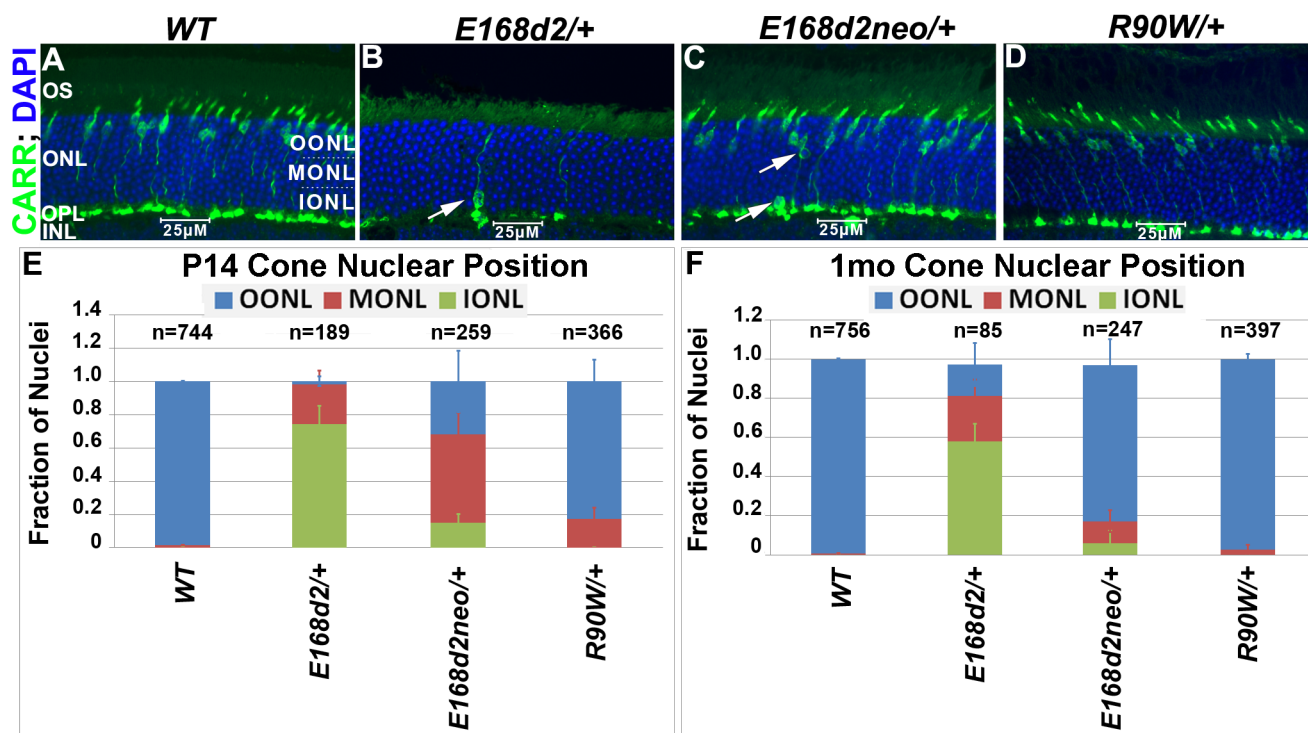 WT E168d2/+ E168d2neo/+ R90W/+
CARR; DAPI
A B C D
OS
ONL
OPL
INL
OONL
MONL
IONL
25µM 25µM 25µM 25µM
E P14 Cone Nuclear Position
OONL MONL IONL
Fraction of Nuclei
1.4
1.2
1.0
0.8
0.6
0.4
0.2
0
n=744 n=189 n=259 n=366
WT E168d2/+ E168d2neo/+ R90W/+
F 1mo Cone Nuclear Position
OONL MONL IONL
Fraction of Nuclei
1.2
1.0
0.8
0.6
0.4
0.2
0
n=756 n=85 n=247 n=397
WT E168d2/+ E168d2neo/+ R90W/+